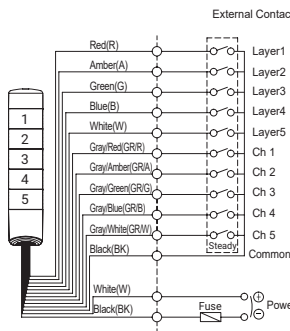 External Contac
Red(R) Layer1
Amber(A) Layer2
Green(G) Layer3
Blue(B) Layer4
White(W) Layer5
Gray/Red(GR/R) Ch 1
Gray/Amber(GR/A) Ch 2
Gray/Green(GR/G) Ch 3
Gray/Blue(GR/B) Ch 4
Gray/White(GR/W) Ch 5
Steady
Black(BK) Common
White(W)
Black(BK) Fuse Powe
1
2
3
4
5